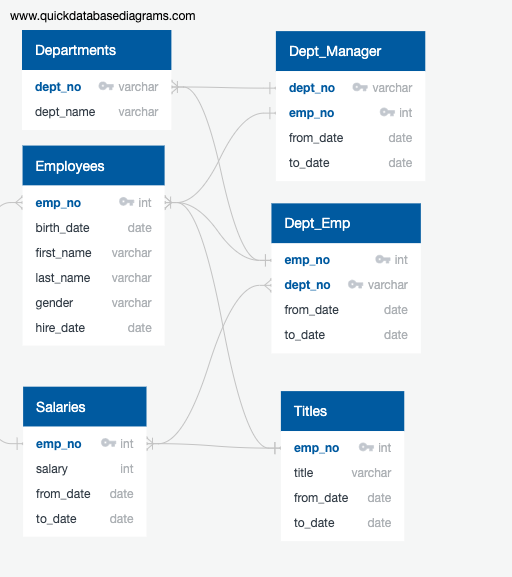 www.quickdatabasediagrams.com
Departments
dept_no varchar
dept_name varchar
Dept_Manager
dept_no varchar
emp_no int
from_date date
to_date date
Employees
emp_no int
birth_date date
first_name varchar
last_name varchar
gender varchar
hire_date date
Dept_Emp
emp_no int
dept_no varchar
from_date date
to_date date
Salaries
emp_no int
salary int
from_date date
to_date date
Titles
emp_no int
title varchar
from_date date
to_date date